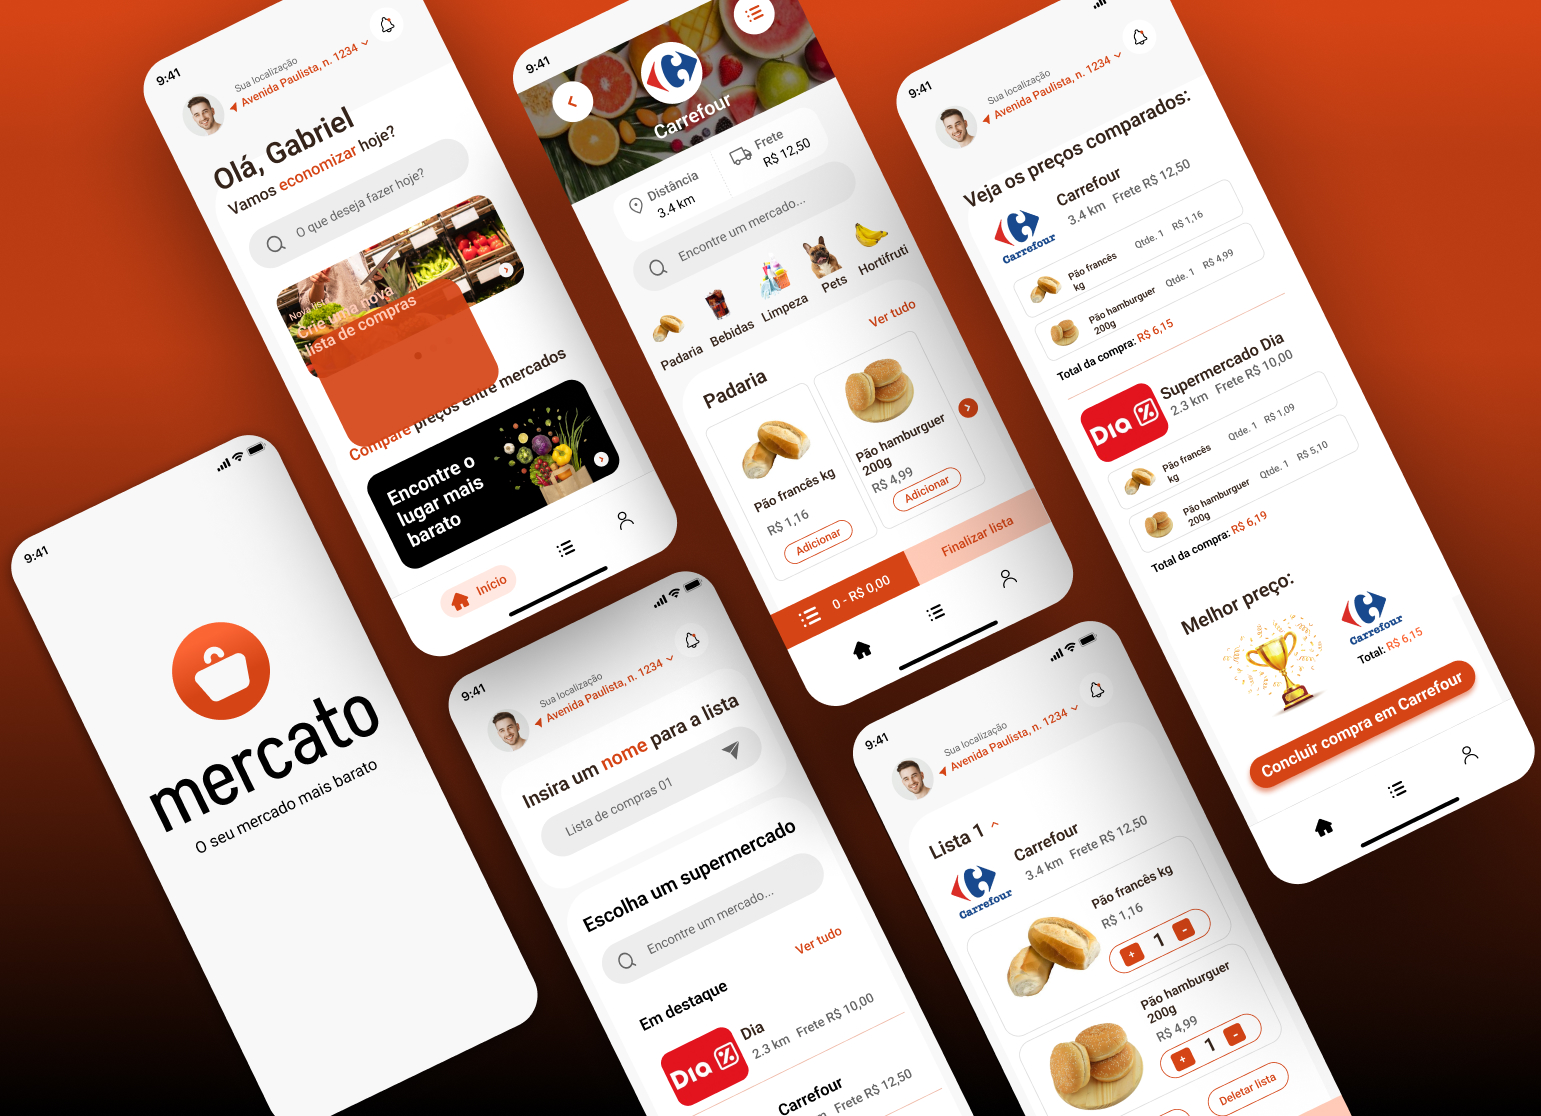 9:41
mercato
O seu mercado mais barato
9:41
Sua localização
Avenida Paulista, n. 1234
Olá, Gabriel
Vamos economizar hoje?
O que deseja fazer hoje?
Nova lista
Crie uma nova
lista de compras
Compare preços entre mercados
Encontre o
lugar mais
barato
Início
9:41
Sua localização
Avenida Paulista, n. 1234
Insira um nome para a lista
Lista de compras 01
Escolha um supermercado
Encontre um mercado...
Ver tudo
Em destaque
DIA %
Dia
2.3 km Frete R$ 10,00
Carrefour
Frete R$ 12,50
9:41
Carrefour
Distância
3.4 km
Frete
R$ 12,50
Encontre um mercado...
Padaria
Bebidas
Limpeza
Pets
Hortifruti
Ver tudo
Padaria
Pão francês kg
R$ 1,16
Adicionar
Pão hamburguer
200g
R$ 4,99
Adicionar
0 - R$ 0,00
Finalizar lista
9:41
Sua localização
Avenida Paulista, n. 1234
Lista 1
Carrefour
Carrefour
3.4 km Frete R$ 12,50
Pão francês kg
R$ 1,16
+ 1 -
Pão hamburguer
200g
R$ 4,99
+ 1 -
Deletar lista
9:41
Sua localização
Avenida Paulista, n. 1234
Veja os preços comparados:
Carrefour
Carrefour
3.4 km Frete R$ 12,50
Pão francês
kg
Qtde. 1 R$ 1,16
Pão hamburguer
200g
Qtde. 1 R$ 4,99
Total da compra: R$ 6,15
DIA %
Supermercado Dia
2.3 km Frete R$ 10,00
Pão francês
kg
Qtde. 1 R$ 1,09
Pão hamburguer
200g
Qtde. 1 R$ 5,10
Total da compra: R$ 6,19
Melhor preço:
Carrefour
Total: R$ 6,15
Concluir compra em Carrefour